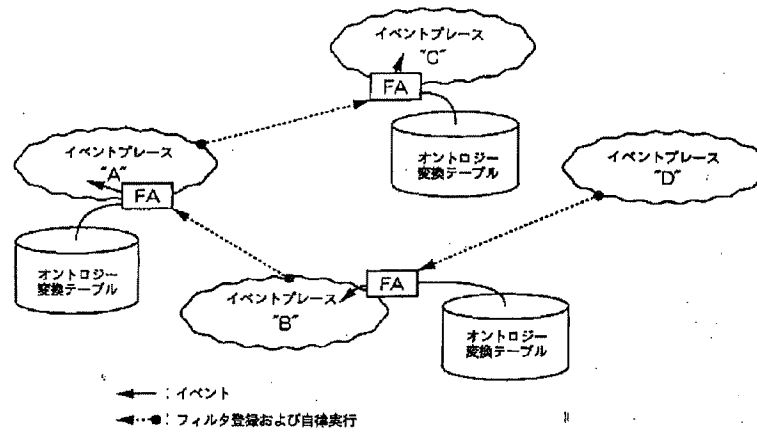 イベントプレース
"C"
FA
イベントプレース
"A"
FA
オントロジー
変換テーブル
イベントプレース
"D"
オントロジー
変換テーブル
FA
イベントプレース
"B"
オントロジー
変換テーブル
:イベント
:フィルタ登録および自律実行